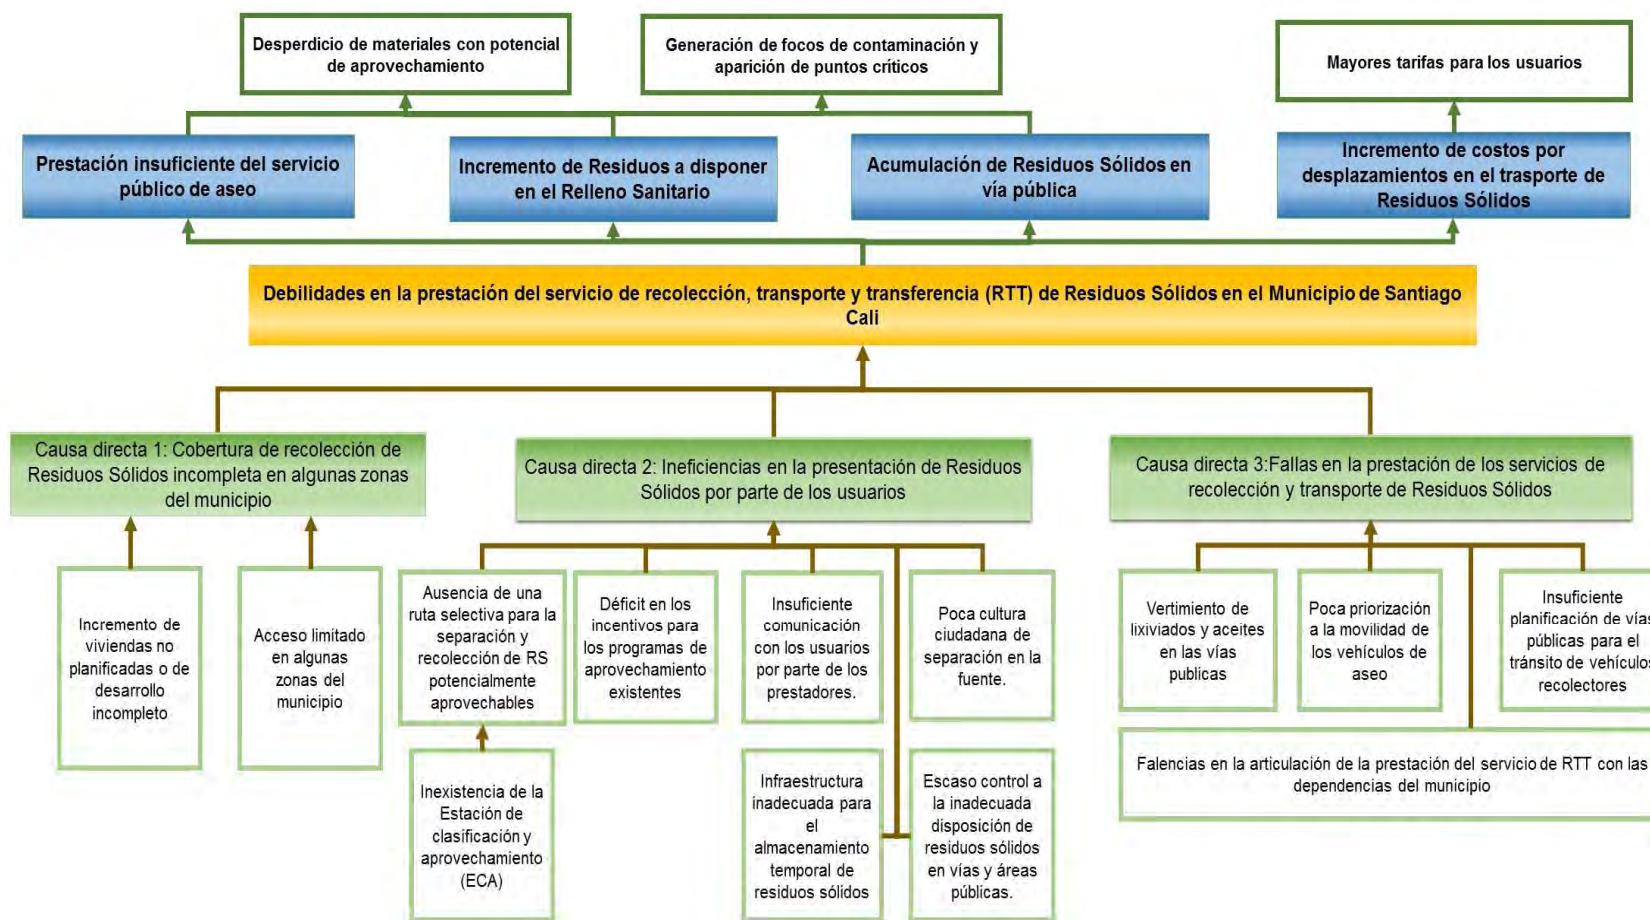 Desperdicio de materiales con potencial
de aprovechamiento
Generación de focos de contaminación y
aparición de puntos críticos
Mayores tarifas para los usuarios
Prestación insuficiente del servicio
público de aseo
Incremento de Residuos a disponer
en el Relleno Sanitario
Acumulación de Residuos Sólidos en
vía pública
Incremento de costos por
desplazamientos en el trasporte de
Residuos Sólidos
Debilidades en la prestación del servicio de recolección, transporte y transferencia (RTT) de Residuos Sólidos en el Municipio de Santiago
Cali
Causa directa 1: Cobertura de recolección de
Residuos Sólidos incompleta en algunas zonas
del municipio
Causa directa 2: Ineficiencias en la presentación de Residuos
Sólidos por parte de los usuarios
Causa directa 3:Fallas en la prestación de los servicios de
recolección y transporte de Residuos Sólidos
Incremento de
viviendas no
planificadas o de
desarrollo
incompleto
Acceso limitado
en algunas
zonas del
municipio
Ausencia de una
ruta selectiva para la
separación y
recolección de RS
potencialmente
aprovechables
Déficit en los
incentivos para
los programas de
aprovechamiento
existentes
Insuficiente
comunicación
con los usuarios
por parte de los
prestadores.
Poca cultura
ciudadana de
separación en la
fuente.
Vertimiento de
lixiviados y aceites
en las vías
publicas
Poca priorización
a la movilidad de
los vehículos de
aseo
Insuficiente
planificación de vías
públicas para el
tránsito de vehículos
recolectores
Inexistencia de la
Estación de
clasificación y
aprovechamiento
(ECA)
Infraestructura
inadecuada para
el
almacenamiento
temporal de
residuos sólidos
Escaso control a
la inadecuada
disposición de
residuos sólidos
en vías y áreas
públicas.
Falencias en la articulación de la prestación del servicio de RTT con las
dependencias del municipio